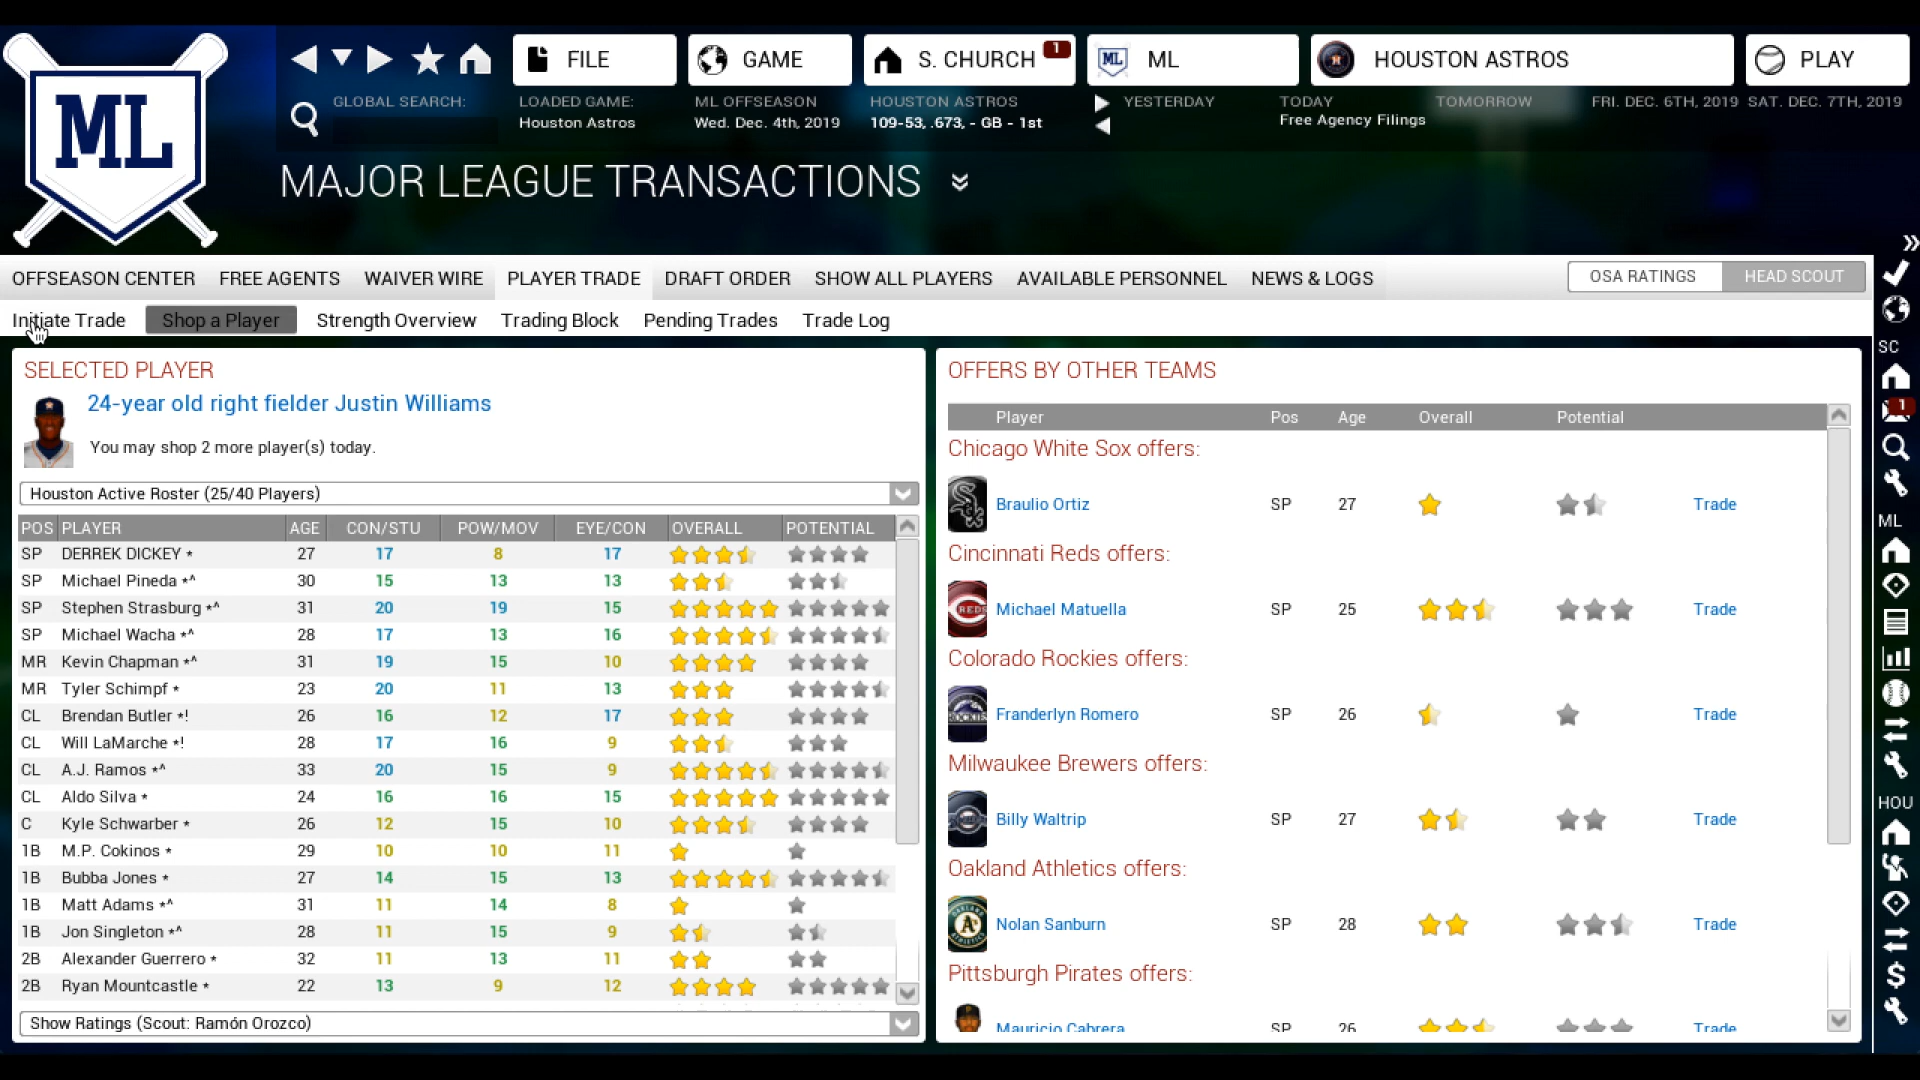 ML
FILE
GAME
S. CHURCH
1
ML
HOUSTON ASTROS
PLAY
GLOBAL SEARCH:
LOADED GAME:
Houston Astros
ML OFFSEASON
Wed. Dec. 4th, 2019
HOUSTON ASTROS
109-53, .673, - GB - 1st
YESTERDAY
TODAY
Free Agency Filings
TOMORROW
FRI. DEC. 6TH, 2019
SAT. DEC. 7TH, 2019
MAJOR LEAGUE TRANSACTIONS
OFFSEASON CENTER FREE AGENTS WAIVER WIRE PLAYER TRADE DRAFT ORDER SHOW ALL PLAYERS AVAILABLE PERSONNEL NEWS & LOGS
OSA RATINGS HEAD SCOUT
Initiate Trade Shop a Player Strength Overview Trading Block Pending Trades Trade Log
SELECTED PLAYER
24-year old right fielder Justin Williams
You may shop 2 more player(s) today.
Houston Active Roster (25/40 Players)
POS PLAYER AGE CON/STU POW/MOV EYE/CON OVERALL POTENTIAL
SP DERREK DICKEY * 27 17 8 17
SP Michael Pineda *^ 30 15 13 13
SP Stephen Strasburg *^ 31 20 19 15
SP Michael Wacha *^ 28 17 13 16
MR Kevin Chapman *^ 31 19 15 10
MR Tyler Schimpf * 23 20 11 13
CL Brendan Butler *! 26 16 12 17
CL Will LaMarche *! 28 17 16 9
CL A.J. Ramos *^ 33 20 15 9
CL Aldo Silva * 24 16 16 15
C Kyle Schwarber * 26 12 15 10
1B M.P. Cokinos * 29 10 10 11
1B Bubba Jones * 27 14 15 13
1B Matt Adams *^ 31 11 14 8
1B Jon Singleton *^ 28 11 15 9
2B Alexander Guerrero * 32 11 13 11
2B Ryan Mountcastle * 22 13 9 12
Show Ratings (Scout: Ramón Orozco)
OFFERS BY OTHER TEAMS
Player Pos Age Overall Potential
Chicago White Sox offers:
Braulio Ortiz SP 27 Trade
Cincinnati Reds offers:
REDS
Michael Matuella SP 25 Trade
Colorado Rockies offers:
ROCKIES
Franderlyn Romero SP 26 Trade
Milwaukee Brewers offers:
Billy Waltrip SP 27 Trade
Oakland Athletics offers:
Nolan Sanburn SP 28 Trade
Pittsburgh Pirates offers:
Mauricio Cabrera SP 26 Trade
SC
1
ML
HOU